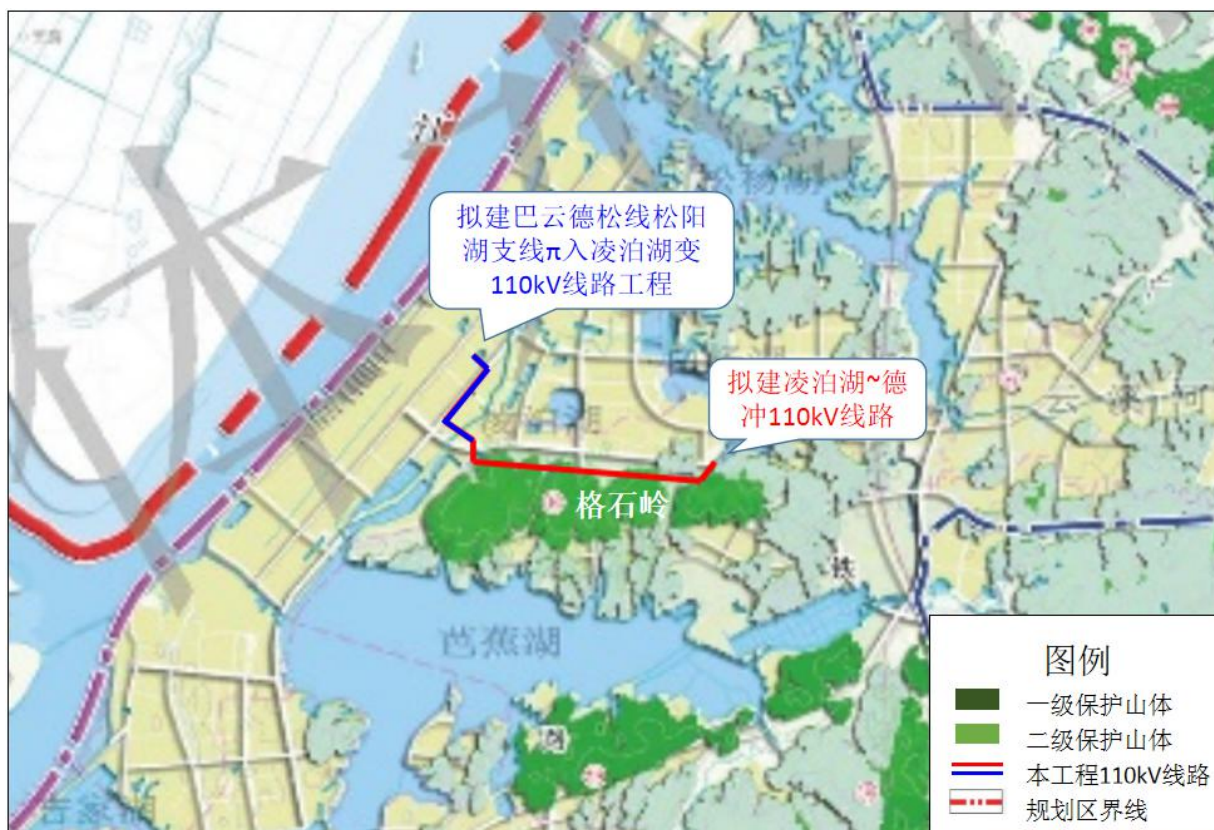 拟建巴云德松线松阳
湖支线π入凌泊湖变
110kV线路工程
拟建凌泊湖~德
冲110kV线路
格石岭
芭蕉湖
铁
图例
一级保护山体
二级保护山体
本工程110kV线路
规划区界线